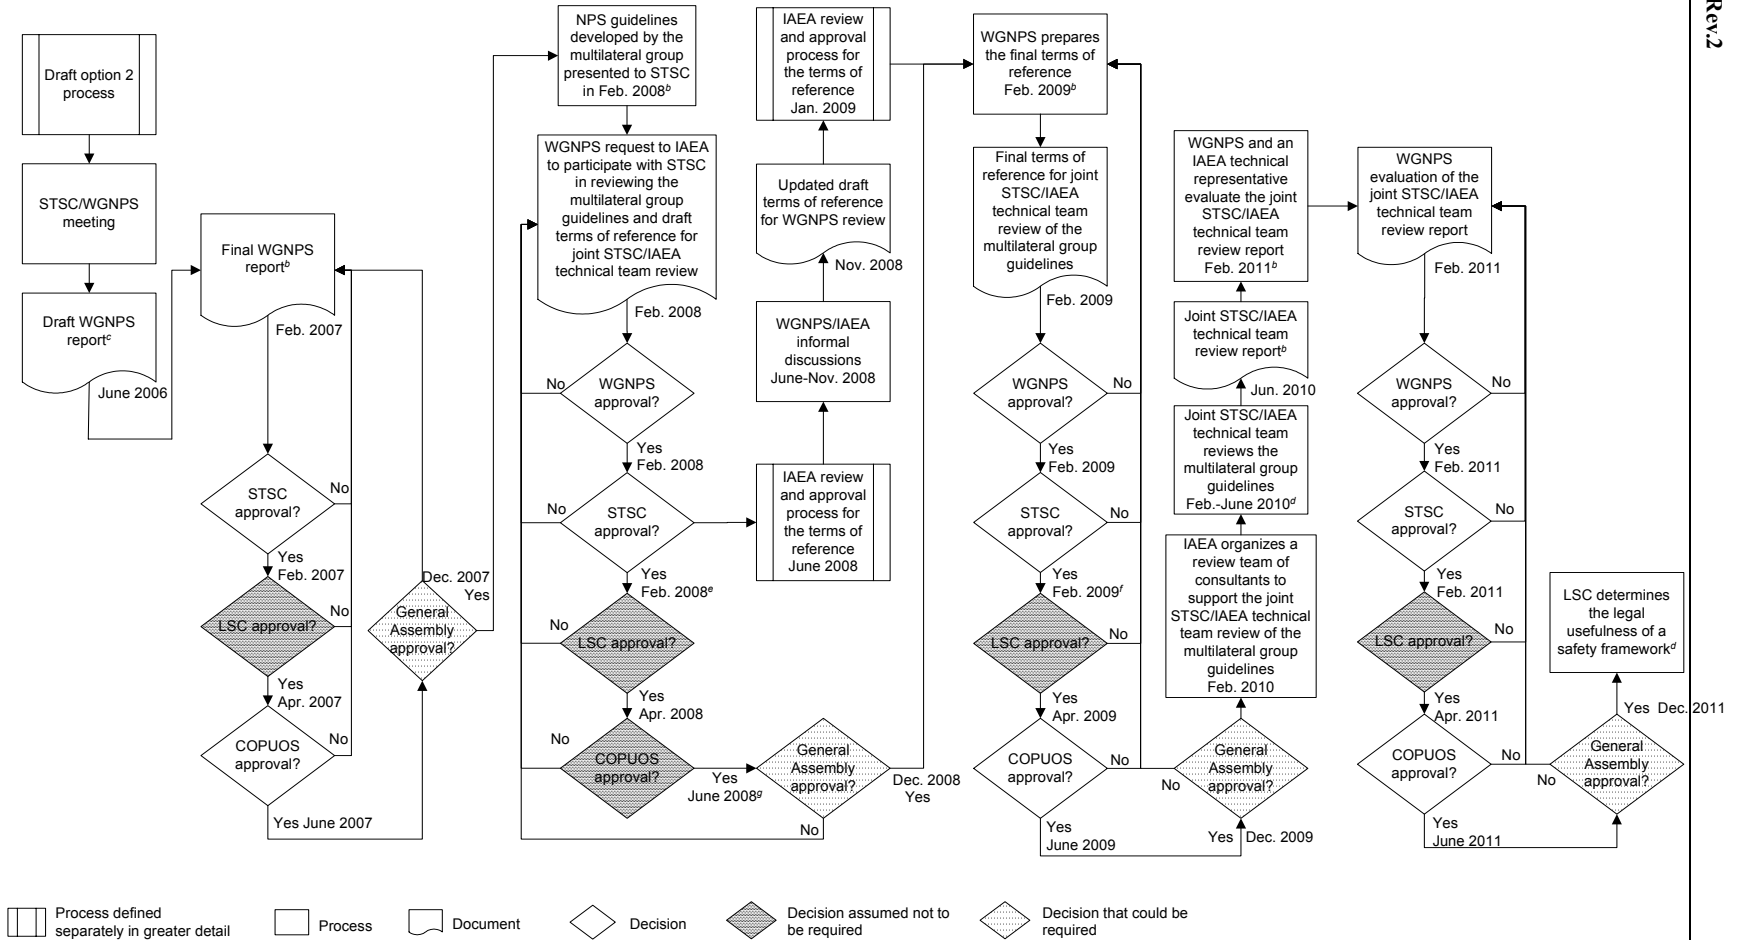 Rev.2
Draft option 2
process
STSC/WGNPS
meeting
Draft WGNPS
report^c
June 2006
Final WGNPS
report^b
Feb. 2007
STSC
approval?
No
Yes
Feb. 2007
LSC approval?
No
Yes
Apr. 2007
COPUOS
approval?
No
Yes June 2007
General
Assembly
approval?
Dec. 2007
Yes
NPS guidelines
developed by the
multilateral group
presented to STSC
in Feb. 2008^b
WGNPS request to IAEA
to participate with STSC
in reviewing the
multilateral group
guidelines and draft
terms of reference for
joint STSC/IAEA
technical team review
Feb. 2008
WGNPS
approval?
No
Yes
Feb. 2008
STSC
approval?
No
Yes
Feb. 2008^e
LSC approval?
No
Yes
Apr. 2008
COPUOS
approval?
No
Yes
June 2008^g
General
Assembly
approval?
No
Dec. 2008
Yes
IAEA review
and approval
process for
the terms of
reference
June 2008
WGNPS/IAEA
informal
discussions
June-Nov. 2008
Updated draft
terms of reference
for WGNPS review
Nov. 2008
IAEA review
and approval
process for
the terms of
reference
Jan. 2009
WGNPS prepares
the final terms of
reference
Feb. 2009^b
Final terms of
reference for joint
STSC/IAEA
technical team
review of the
multilateral group
guidelines
Feb. 2009
WGNPS
approval?
No
Yes
Feb. 2009
STSC
approval?
No
Yes
Feb. 2009^f
LSC approval?
No
Yes
Apr. 2009
COPUOS
approval?
No
Yes
June 2009
General
Assembly
approval?
No
Yes Dec. 2009
IAEA organizes a
review team of
consultants to
support the joint
STSC/IAEA technical
team review of the
multilateral group
guidelines
Feb. 2010
Joint STSC/IAEA
technical team
reviews the
multilateral group
guidelines
Feb.-June 2010^d
Joint STSC/IAEA
technical team
review report^b
Jun. 2010
WGNPS and an
IAEA technical
representative
evaluate the joint
STSC/IAEA
technical team
review report
Feb. 2011^b
WGNPS
evaluation of the
joint STSC/IAEA
technical team
review report
Feb. 2011
WGNPS
approval?
No
Yes
Feb. 2011
STSC
approval?
No
Yes
Feb. 2011
LSC approval?
No
Yes
Apr. 2011
COPUOS
approval?
No
Yes
June 2011
General
Assembly
approval?
No
Yes Dec. 2011
LSC determines
the legal
usefulness of a
safety framework^d
Process defined
separately in greater detail
Process
Document
Decision
Decision assumed not to
be required
Decision that could be
required